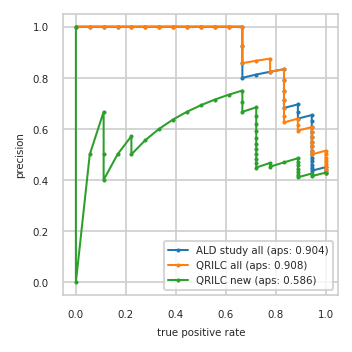 precision
1.0
0.8
0.6
0.4
0.2
0.0
ALD study all (aps: 0.904)
QRILC all (aps: 0.908)
QRILC new (aps: 0.586)
0.0 0.2 0.4 0.6 0.8 1.0
true positive rate